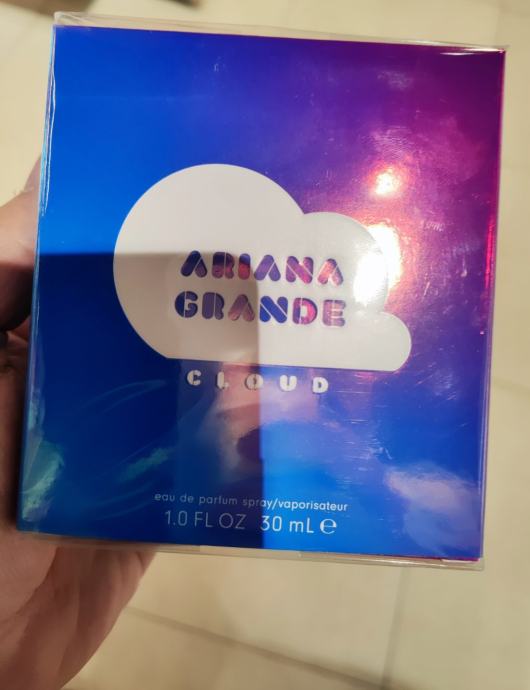 ARIANA
GRANDE
CLOUD
eau de parfum spray/vaporisateur
1.0 FL OZ 30 mL ℮